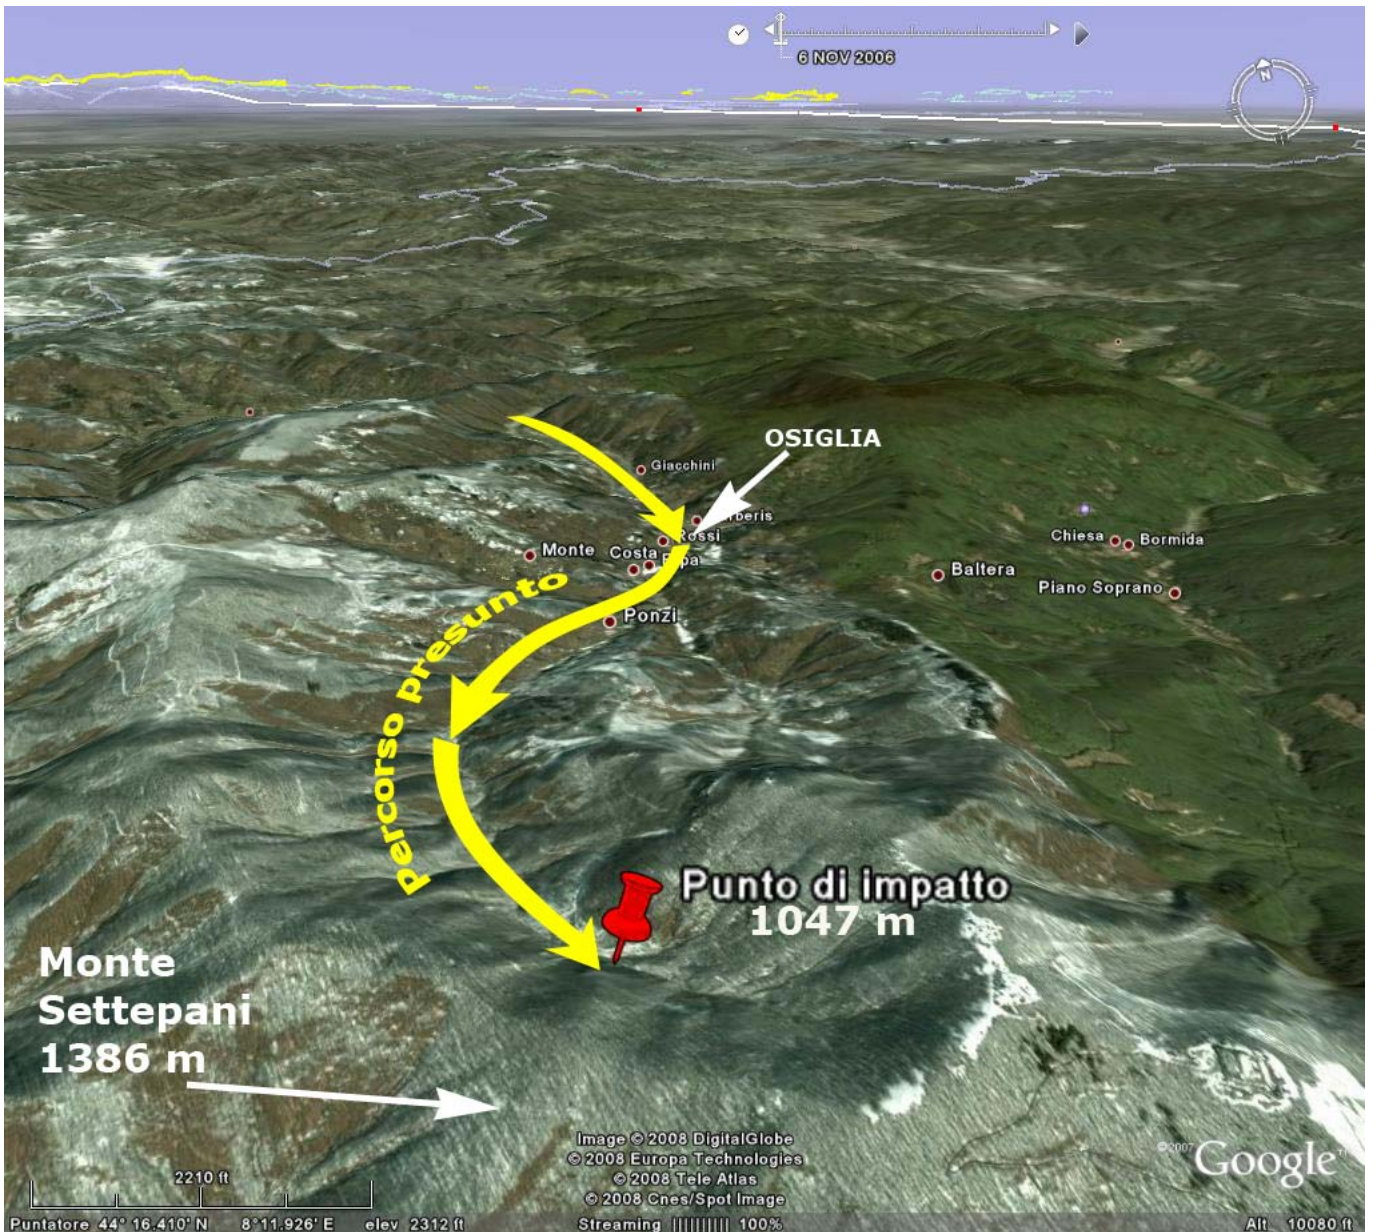 6 NOV 2006
N
OSIGLIA
Giacchini
Rossi
Monte
Costa
Chiesa
Bormida
Baltera
Piano Soprano
Ponzi
Percorso presunto
Punto di impatto
1047 m
Monte
Settepani
1386 m
Image © 2008 DigitalGlobe
© 2008 Europa Technologies
© 2008 Tele Atlas
© 2008 Cnes/Spot Image
©2007 Google™
2210 ft
Puntatore 44° 16.410' N 8°11.926' E elev 2312 ft
Streaming |||||||||| 100%
Alt 10080 ft